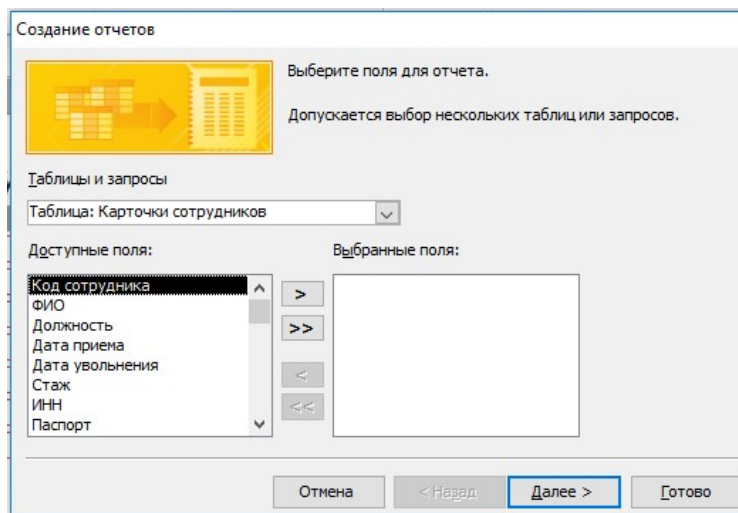 Создание отчетов
Выберите поля для отчета.
Допускается выбор нескольких таблиц или запросов.
Таблицы и запросы
Таблица: Карточки сотрудников
Доступные поля:
Выбранные поля:
Код сотрудника
ФИО
Должность
Дата приема
Дата увольнения
Стаж
ИНН
Паспорт
>
>>
<
<<
Отмена
< Назад
Далее >
Готово